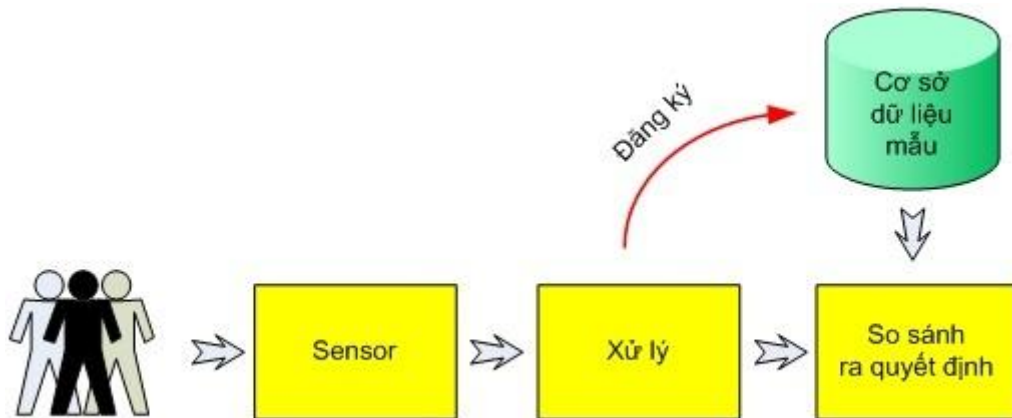 Cơ sở
dữ liệu
mẫu
Đăng ký
Sensor
Xử lý
So sánh
ra quyết định